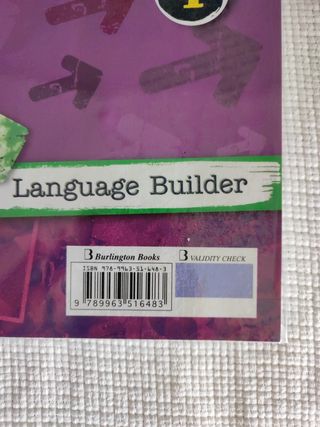 Language Builder
B Burlington Books
B VALIDITY CHECK
ISBN 978-9963-51-648-3
9 789963 516483